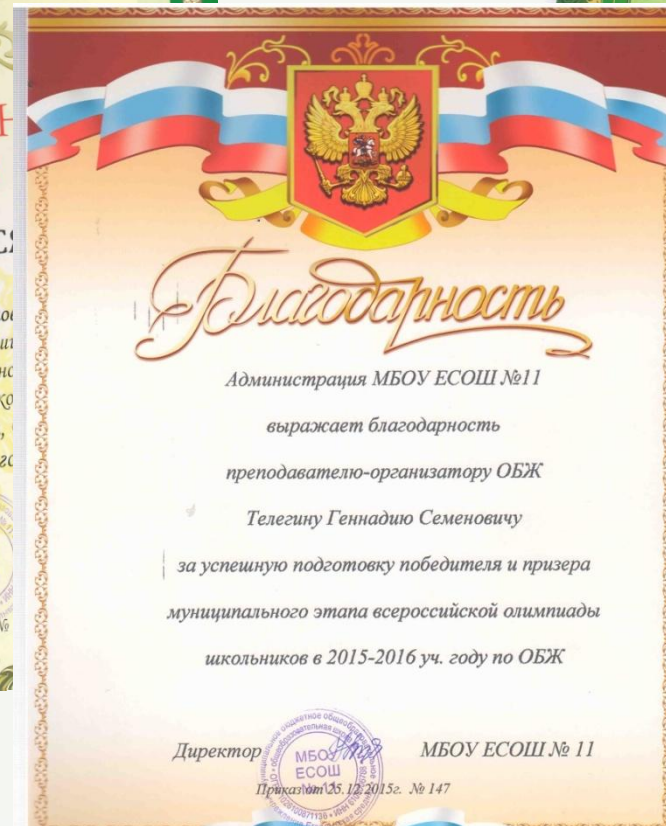 Благодарность
Администрация МБОУ ЕСОШ №11
выражает благодарность
преподавателю-организатору ОБЖ
Телегину Геннадию Семеновичу
за успешную подготовку победителя и призера
муниципального этапа всероссийской олимпиады
школьников в 2015-2016 уч. году по ОБЖ
Директор МБОУ ЕСОШ № 11
МБОУ
ЕСОШ
№ 11
Приказ от 25.12.2015г. № 147